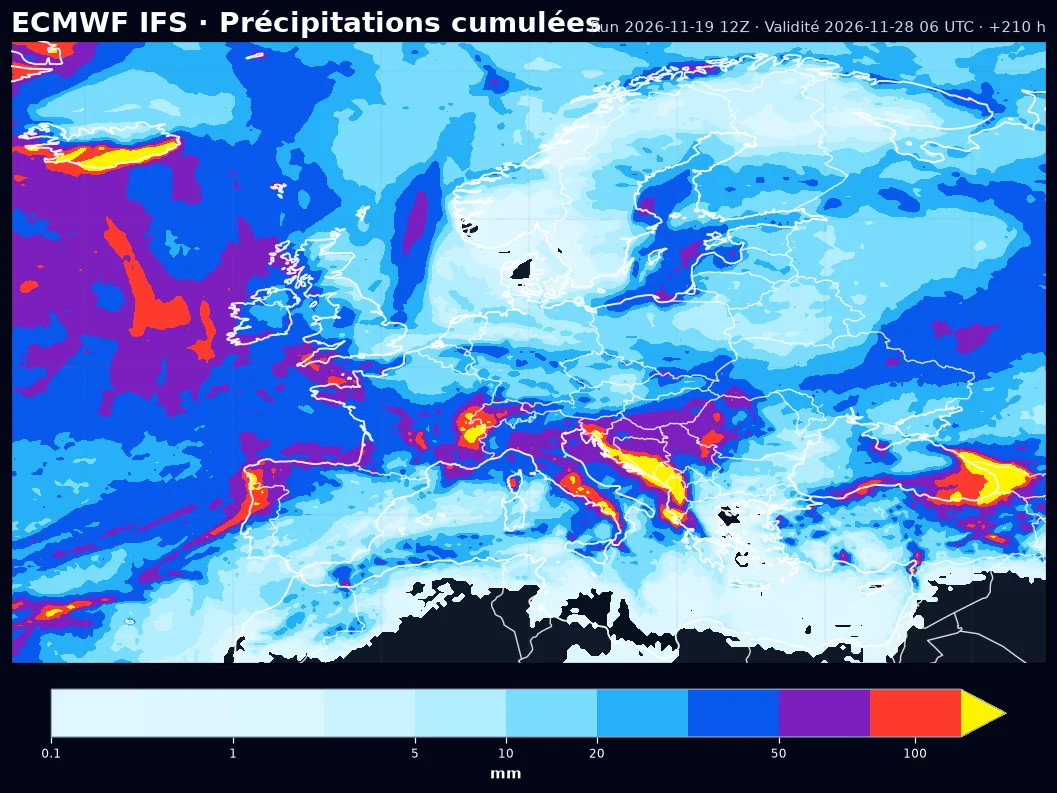 ECMWF IFS · Précipitations cumulées
Run 2026-11-19 12Z · Validité 2026-11-28 06 UTC · +210 h
0.1 1 5 10 20 50 100
mm